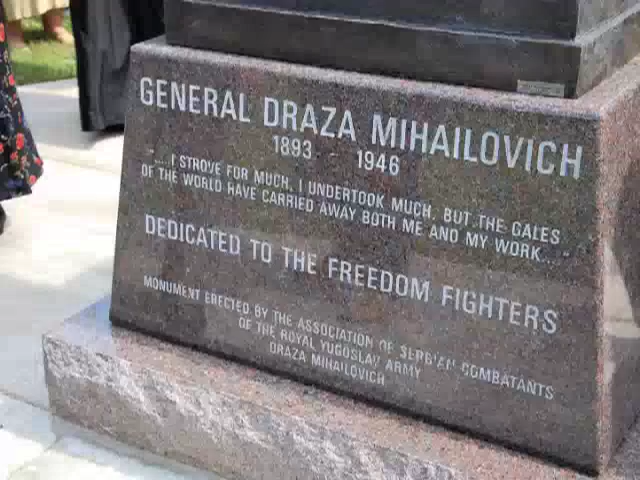 GENERAL DRAZA MIHAILOVICH
1893 - 1946
"....I STROVE FOR MUCH, I UNDERTOOK MUCH, BUT THE GALES
OF THE WORLD HAVE CARRIED AWAY BOTH ME AND MY WORK...."
DEDICATED TO THE FREEDOM FIGHTERS
MONUMENT ERECTED BY THE ASSOCIATION OF SERBIAN COMBATANTS
OF THE ROYAL YUGOSLAV ARMY
DRAZA MIHAILOVICH